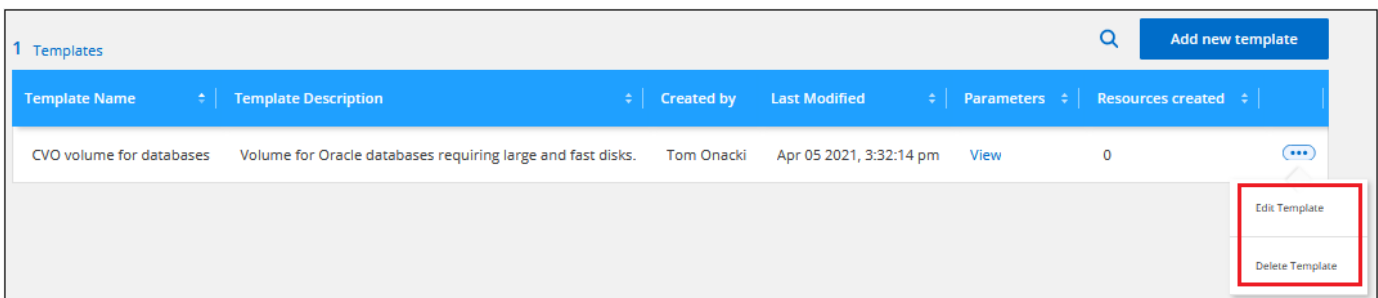 1 Templates
Add new template
Template Name Template Description Created by Last Modified Parameters Resources created
CVO volume for databases Volume for Oracle databases requiring large and fast disks. Tom Onacki Apr 05 2021, 3:32:14 pm View 0
Edit Template
Delete Template